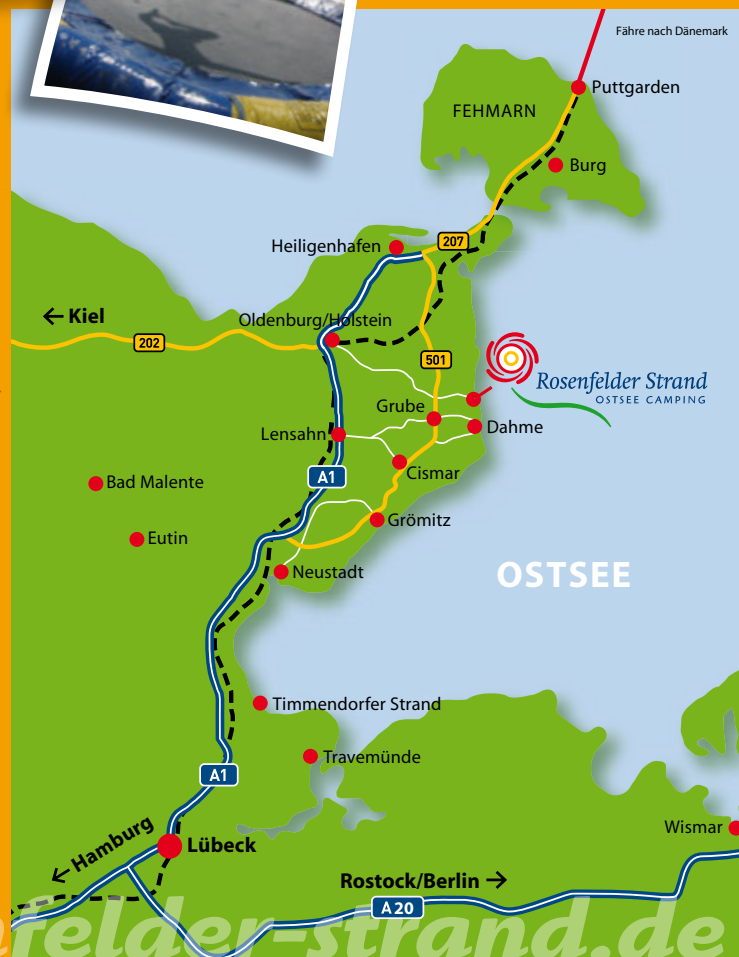 Fähre nach Dänemark
Puttgarden
FEHMARN
Burg
Heiligenhafen
207
← Kiel
Oldenburg/Holstein
202
501
Rosenfelder Strand
OSTSEE CAMPING
Grube
Dahme
Lensahn
Cismar
A1
Bad Malente
Grömitz
Eutin
OSTSEE
Neustadt
Timmendorfer Strand
Travemünde
A1
Wismar
← Hamburg
Lübeck
Rostock/Berlin →
A20
felder-strand.de